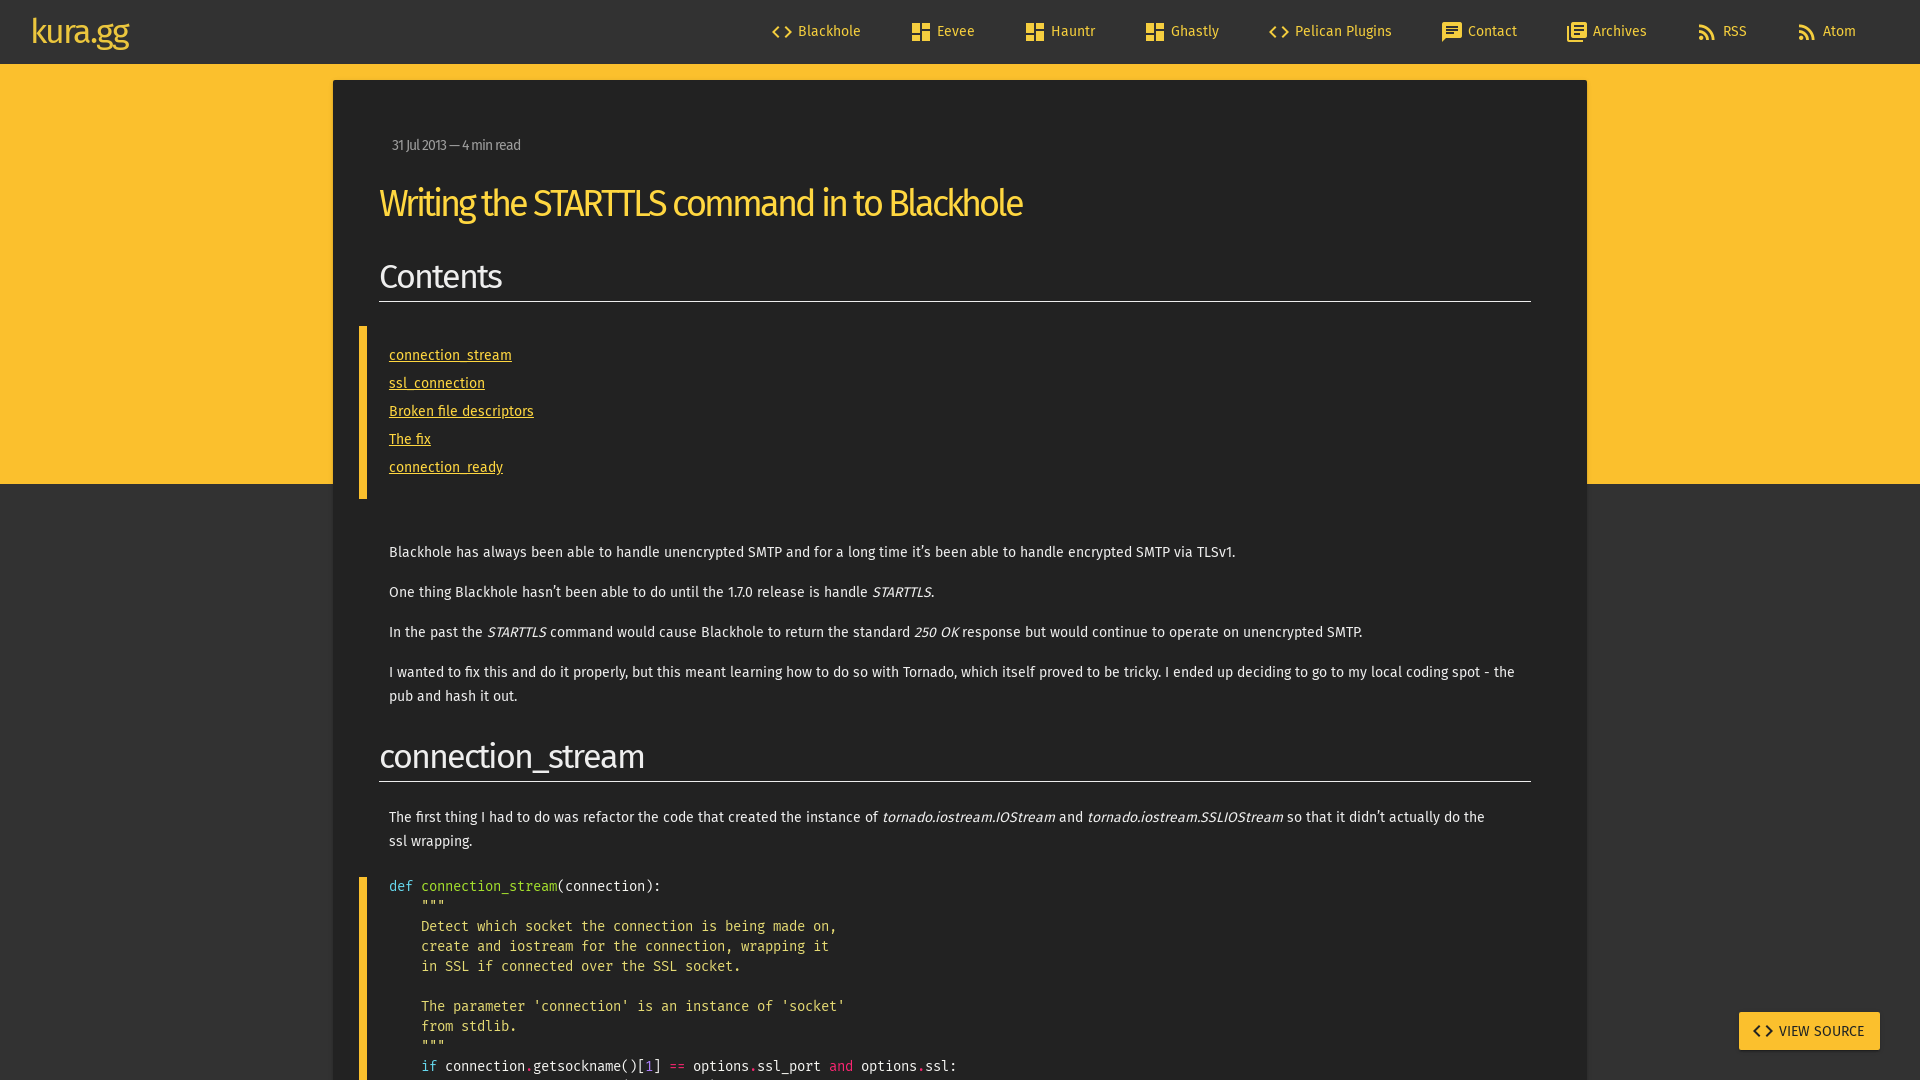 kura.gg
Blackhole
Eevee
Hauntr
Ghastly
Pelican Plugins
Contact
Archives
RSS
Atom
31 Jul 2013 — 4 min read
Writing the STARTTLS command in to Blackhole
Contents
connection_stream
ssl_connection
Broken file descriptors
The fix
connection_ready
Blackhole has always been able to handle unencrypted SMTP and for a long time it’s been able to handle encrypted SMTP via TLSv1.
One thing Blackhole hasn’t been able to do until the 1.7.0 release is handle STARTTLS.
In the past the STARTTLS command would cause Blackhole to return the standard 250 OK response but would continue to operate on unencrypted SMTP.
I wanted to fix this and do it properly, but this meant learning how to do so with Tornado, which itself proved to be tricky. I ended up deciding to go to my local coding spot - the
pub and hash it out.
connection_stream
The first thing I had to do was refactor the code that created the instance of tornado.iostream.IOStream and tornado.iostream.SSLIOStream so that it didn’t actually do the
ssl wrapping.
def connection_stream(connection):
    """
    Detect which socket the connection is being made on,
    create and iostream for the connection, wrapping it
    in SSL if connected over the SSL socket.

    The parameter 'connection' is an instance of 'socket'
    from stdlib.
    """
    if connection.getsockname()[1] == options.ssl_port and options.ssl:
VIEW SOURCE